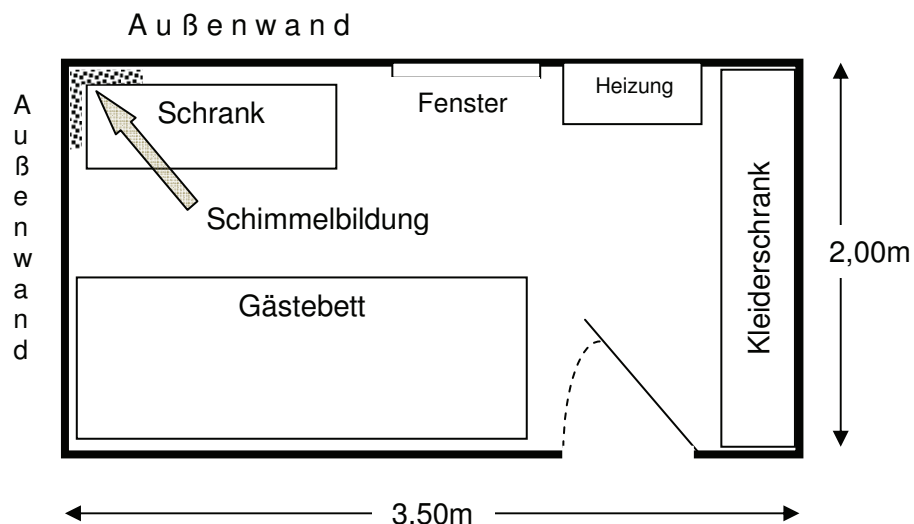 Außenwand
Außenwand
Heizung
Fenster
Schrank
Schimmelbildung
Kleiderschrank
2,00m
Gästebett
3.50m